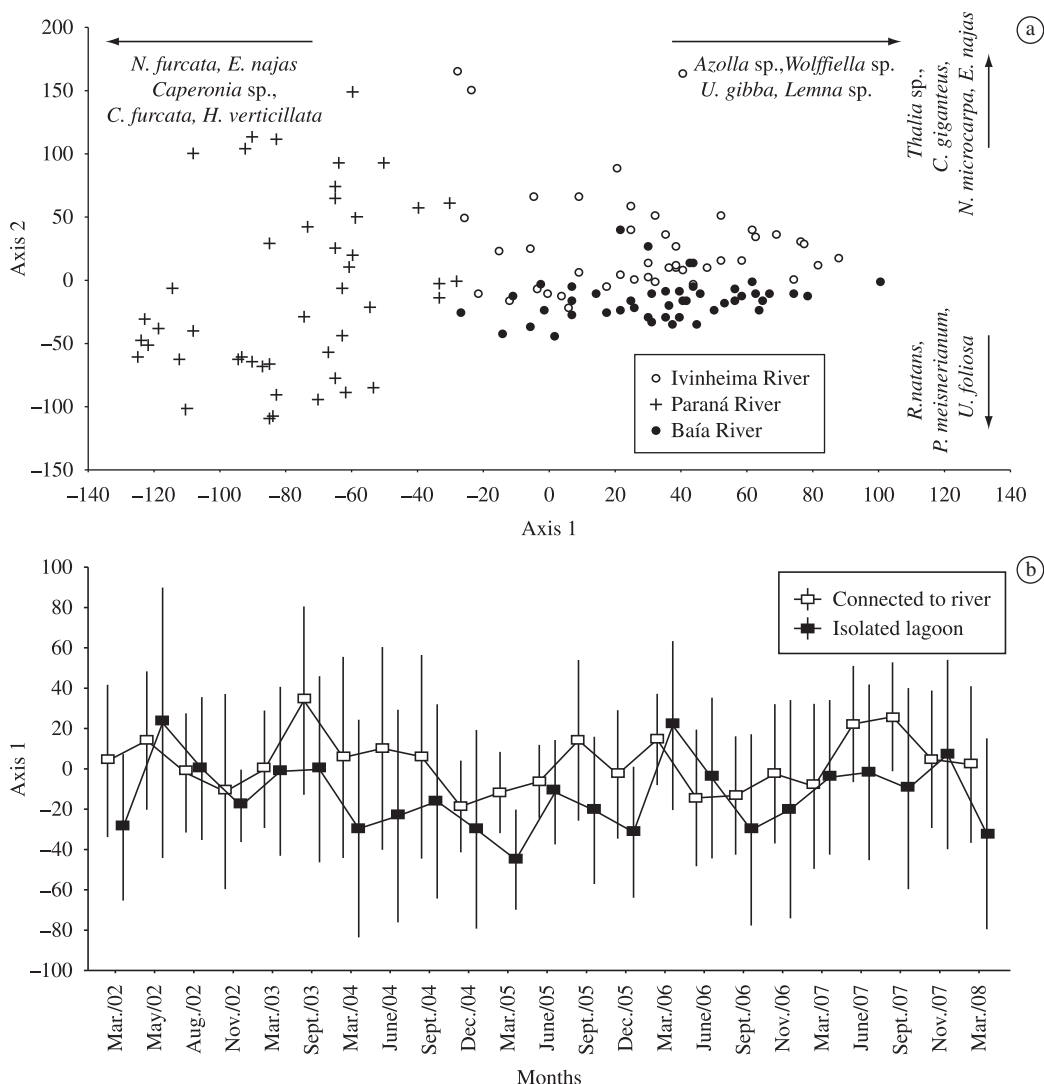 a
200
150
100
50
0
–50
–100
–150
Axis 2
N. furcata, E. najas
Caperonia sp.,
C. furcata, H. verticillata
Azolla sp.,Wolffiella sp.
U. gibba, Lemna sp.
Thalia sp.,
C. giganteus,
N. microcarpa, E. najas
R.natans,
P. meisnerianum,
U. foliosa
Ivinheima River
Paraná River
Baía River
–140 –120 –100 –80 –60 –40 –20 0 20 40 60 80 100 120 140
Axis 1
b
100
80
60
40
20
0
–20
–40
–60
–80
–100
Axis 1
Connected to river
Isolated lagoon
Mar./02
May/02
Aug./02
Nov./02
Mar./03
Sept./03
Mar./04
June/04
Sept./04
Dec./04
Mar./05
June/05
Sept./05
Dec./05
Mar./06
June/06
Sept./06
Nov./06
Mar./07
June/07
Sept./07
Nov./07
Mar./08
Months